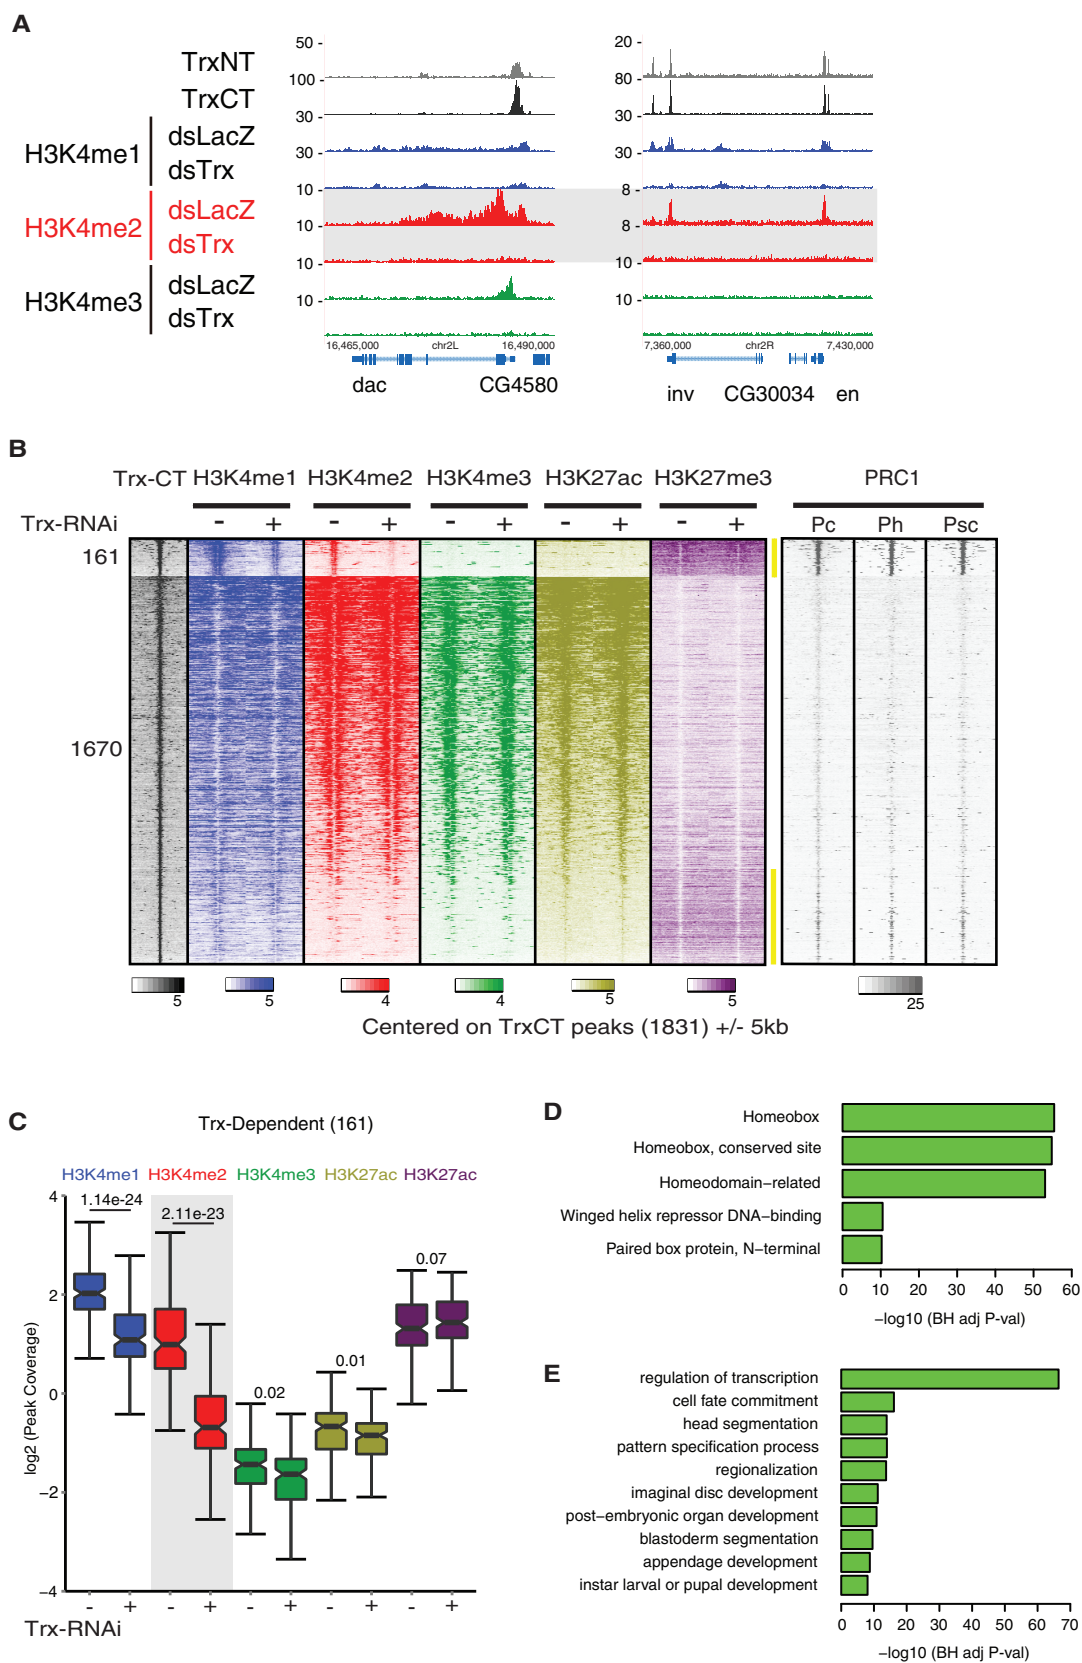 A
TrxNT
TrxCT
H3K4me1
dsLacZ
dsTrx
H3K4me2
dsLacZ
dsTrx
H3K4me3
dsLacZ
dsTrx
50 -
100 -
30 -
30 -
10 -
10 -
10 -
10 -
16,465,000 chr2L 16,490,000
dac CG4580
20 -
80 -
30 -
30 -
8 -
8 -
10 -
10 -
7,360,000 chr2R 7,430,000
inv CG30034 en
B
Trx-CT H3K4me1 H3K4me2 H3K4me3 H3K27ac H3K27me3 PRC1
Trx-RNAi - + - + - + - + - + Pc Ph Psc
161
1670
5 5 4 4 5 5 25
Centered on TrxCT peaks (1831) +/- 5kb
C
Trx-Dependent (161)
H3K4me1 H3K4me2 H3K4me3 H3K27ac H3K27ac
1.14e-24
2.11e-23
0.02
0.01
0.07
log2 (Peak Coverage)
4
2
0
−2
−4
- + - + - + - + - +
Trx-RNAi
D
Homeobox
Homeobox, conserved site
Homeodomain−related
Winged helix repressor DNA−binding
Paired box protein, N−terminal
0 10 20 30 40 50 60
−log10 (BH adj P-val)
E
regulation of transcription
cell fate commitment
head segmentation
pattern specification process
regionalization
imaginal disc development
post−embryonic organ development
blastoderm segmentation
appendage development
instar larval or pupal development
0 10 20 30 40 50 60 70
−log10 (BH adj P-val)